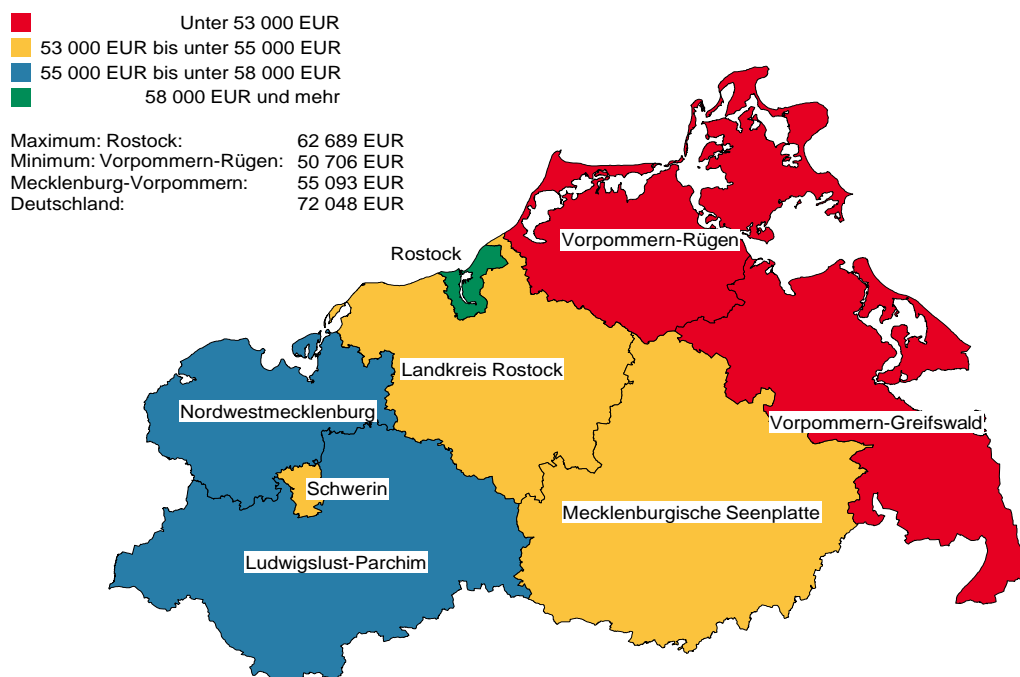 Unter 53 000 EUR
53 000 EUR bis unter 55 000 EUR
55 000 EUR bis unter 58 000 EUR
58 000 EUR und mehr
Maximum: Rostock: 62 689 EUR
Minimum: Vorpommern-Rügen: 50 706 EUR
Mecklenburg-Vorpommern: 55 093 EUR
Deutschland: 72 048 EUR
Vorpommern-Rügen
Rostock
Landkreis Rostock
Nordwestmecklenburg
Vorpommern-Greifswald
Schwerin
Mecklenburgische Seenplatte
Ludwigslust-Parchim